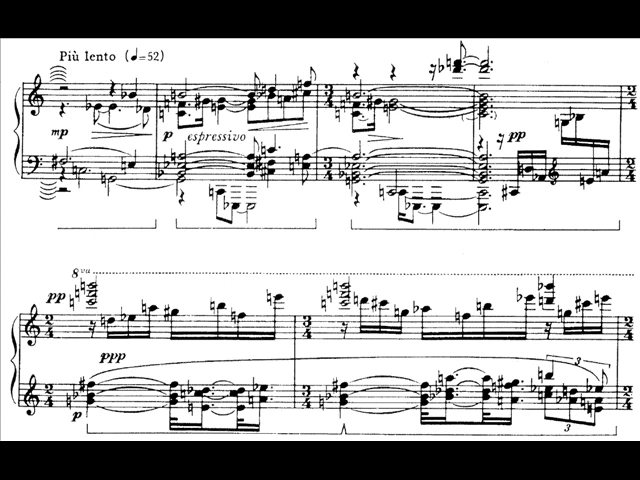 Più lento (♩=52)
mp
p espressivo
pp
8va
pp
ppp
p
3
3